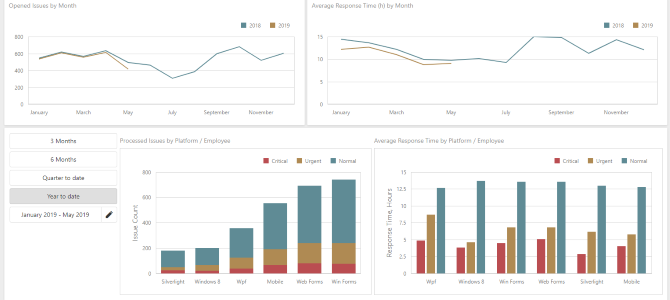 Opened Issues by Month
2018 2019
800
600
400
200
0
January March May July September November
Average Response Time (h) by Month
2018 2019
15
10
5
0
January March May July September November
3 Months
6 Months
Quarter to date
Year to date
January 2019 - May 2019
Processed Issues by Platform / Employee
Critical Urgent Normal
Issue Count
800
600
400
200
0
Silverlight Windows 8 Wpf Mobile Web Forms Win Forms
Average Response Time by Platform / Employee
Critical Urgent Normal
Response Time, Hours
15
12.5
10
7.5
5
2.5
0
Wpf Windows 8 Win Forms Web Forms Silverlight Mobile